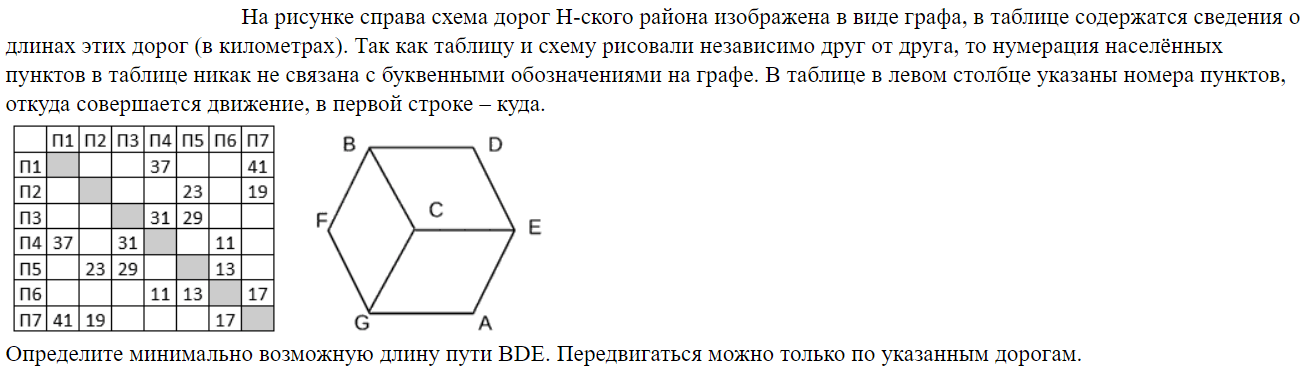 На рисунке справа схема дорог Н-ского района изображена в виде графа, в таблице содержатся сведения о
длинах этих дорог (в километрах). Так как таблицу и схему рисовали независимо друг от друга, то нумерация населённых
пунктов в таблице никак не связана с буквенными обозначениями на графе. В таблице в левом столбце указаны номера пунктов,
откуда совершается движение, в первой строке – куда.
П1 П2 П3 П4 П5 П6 П7
П1 37 41
П2 23 19
П3 31 29
П4 37 31 11
П5 23 29 13
П6 11 13 17
П7 41 19 17
B D
F C E
G A
Определите минимально возможную длину пути BDE. Передвигаться можно только по указанным дорогам.